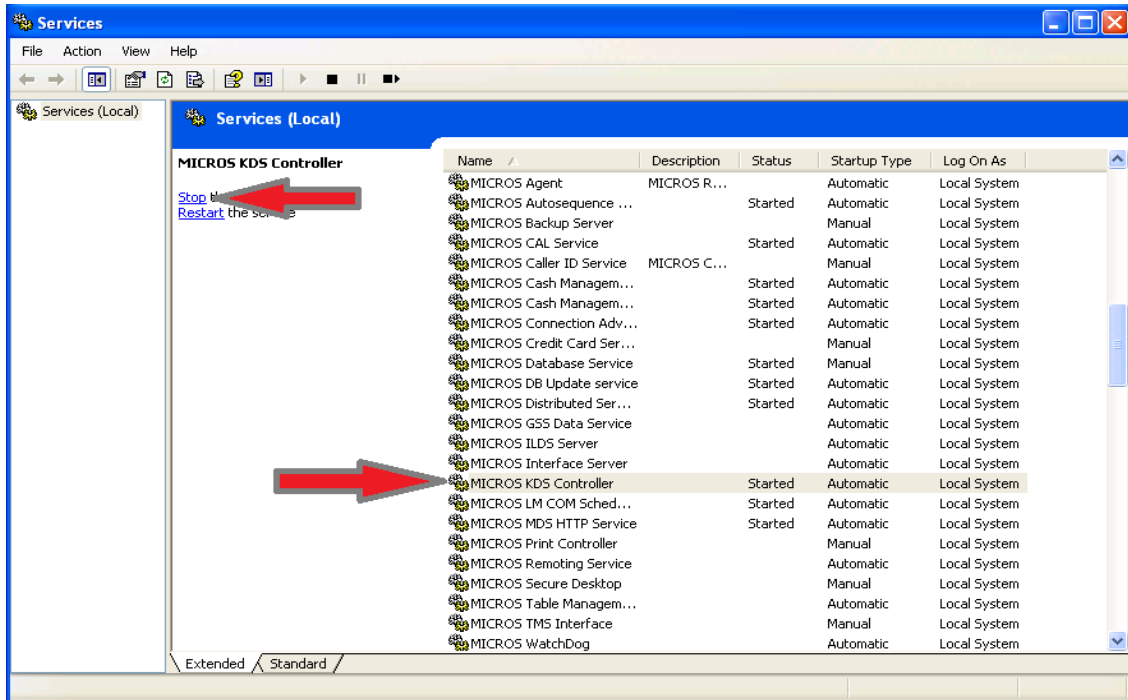 Services
File Action View Help
Services (Local)
Services (Local)
MICROS KDS Controller
Stop
Restart the service
Name Description Status Startup Type Log On As
MICROS Agent MICROS R... Automatic Local System
MICROS Autosequence ... Started Automatic Local System
MICROS Backup Server Manual Local System
MICROS CAL Service Started Automatic Local System
MICROS Caller ID Service MICROS C... Manual Local System
MICROS Cash Managem... Started Automatic Local System
MICROS Cash Managem... Started Automatic Local System
MICROS Connection Adv... Started Automatic Local System
MICROS Credit Card Ser... Manual Local System
MICROS Database Service Started Manual Local System
MICROS DB Update service Started Automatic Local System
MICROS Distributed Ser... Started Automatic Local System
MICROS GSS Data Service Automatic Local System
MICROS ILDS Server Automatic Local System
MICROS Interface Server Automatic Local System
MICROS KDS Controller Started Automatic Local System
MICROS LM COM Sched... Started Automatic Local System
MICROS MDS HTTP Service Started Automatic Local System
MICROS Print Controller Manual Local System
MICROS Remoting Service Automatic Local System
MICROS Secure Desktop Manual Local System
MICROS Table Managem... Automatic Local System
MICROS TMS Interface Manual Local System
MICROS WatchDog Automatic Local System
Extended Standard